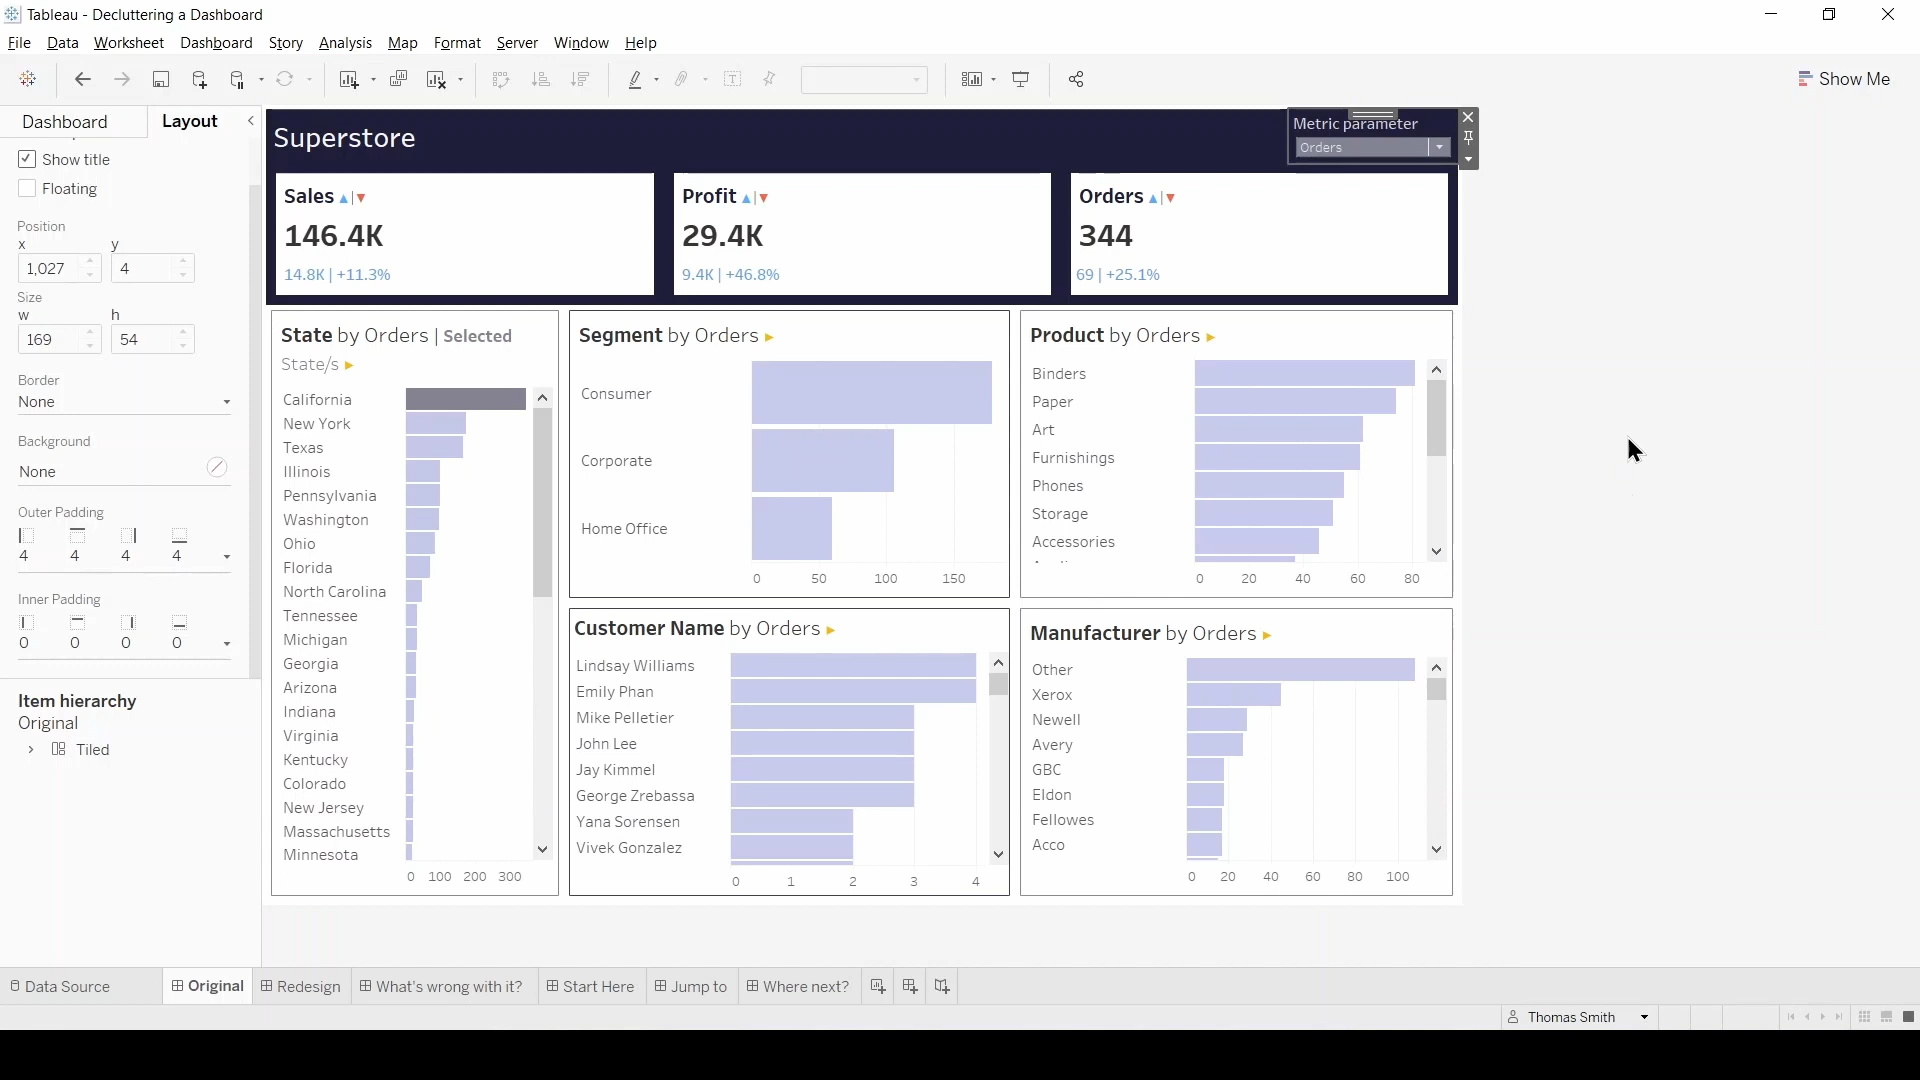 Tableau - Decluttering a Dashboard
File Data Worksheet Dashboard Story Analysis Map Format Server Window Help
Show Me
Dashboard Layout
Show title
Floating
Position
x y
1,027 4
Size
w h
169 54
Border
None
Background
None
Outer Padding
4 4 4 4
Inner Padding
0 0 0 0
Item hierarchy
Original
Tiled
Superstore
Metric parameter
Orders
Sales ▲|▼
146.4K
14.8K | +11.3%
Profit ▲|▼
29.4K
9.4K | +46.8%
Orders ▲|▼
344
69 | +25.1%
State by Orders | Selected
State/s ▶
California
New York
Texas
Illinois
Pennsylvania
Washington
Ohio
Florida
North Carolina
Tennessee
Michigan
Georgia
Arizona
Indiana
Virginia
Kentucky
Colorado
New Jersey
Massachusetts
Minnesota
0 100 200 300
Segment by Orders ▶
Consumer
Corporate
Home Office
0 50 100 150
Product by Orders ▶
Binders
Paper
Art
Furnishings
Phones
Storage
Accessories
0 20 40 60 80
Customer Name by Orders ▶
Lindsay Williams
Emily Phan
Mike Pelletier
John Lee
Jay Kimmel
George Zrebassa
Yana Sorensen
Vivek Gonzalez
0 1 2 3 4
Manufacturer by Orders ▶
Other
Xerox
Newell
Avery
GBC
Eldon
Fellowes
Acco
0 20 40 60 80 100
Data Source Original Redesign What's wrong with it? Start Here Jump to Where next?
Thomas Smith